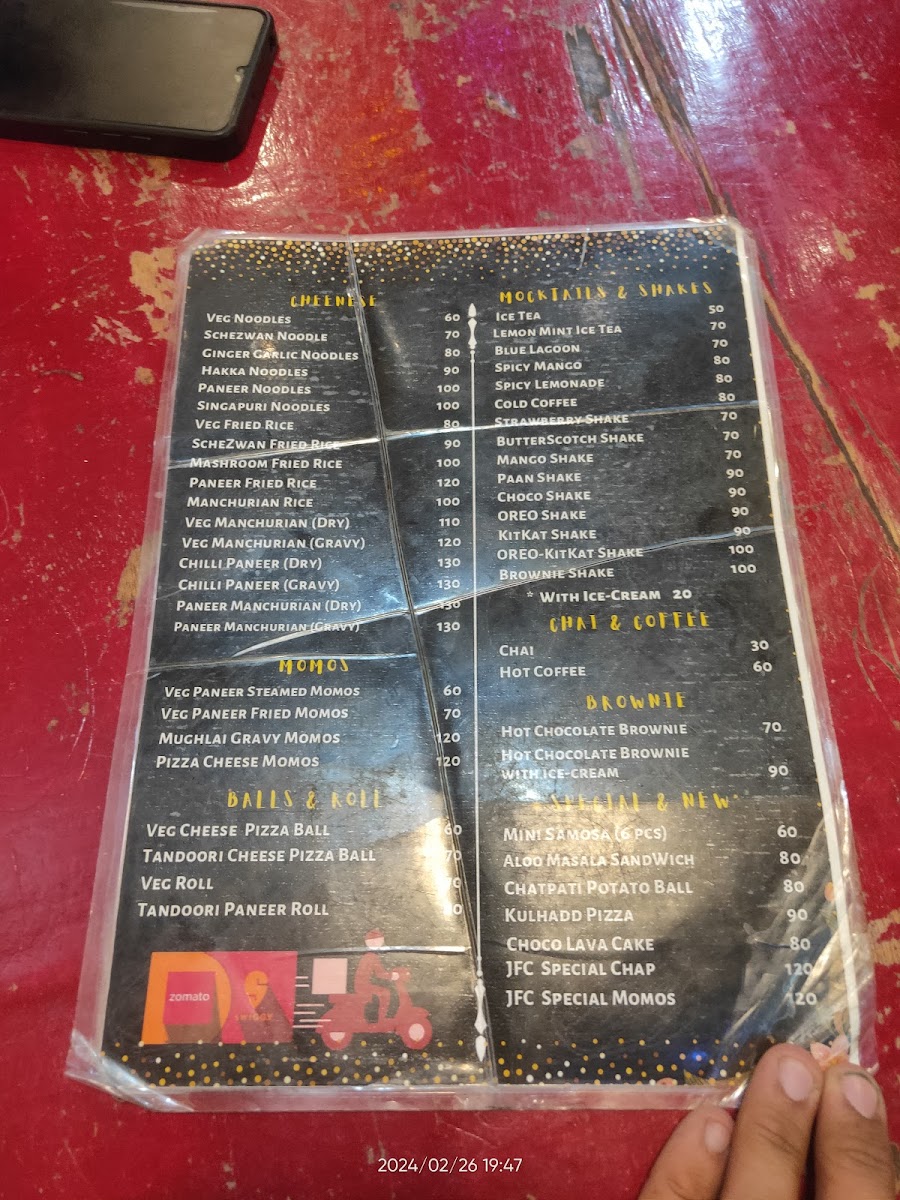 CHEENESE
VEG NOODLES 60
SCHEZWAN NOODLE 70
GINGER GARLIC NOODLES 80
HAKKA NOODLES 90
PANEER NOODLES 100
SINGAPURI NOODLES 100
VEG FRIED RICE 80
SCHEZWAN FRIED RICE 90
MASHROOM FRIED RICE 100
PANEER FRIED RICE 120
MANCHURIAN RICE 100
VEG MANCHURIAN (DRY) 110
VEG MANCHURIAN (GRAVY) 120
CHILLI PANEER (DRY) 130
CHILLI PANEER (GRAVY) 130
PANEER MANCHURIAN (DRY) 130
PANEER MANCHURIAN (GRAVY) 130
MOMOS
VEG PANEER STEAMED MOMOS 60
VEG PANEER FRIED MOMOS 70
MUGHLAI GRAVY MOMOS 120
PIZZA CHEESE MOMOS 120
BALLS & ROLL
VEG CHEESE PIZZA BALL 60
TANDOORI CHEESE PIZZA BALL 70
VEG ROLL 70
TANDOORI PANEER ROLL
zomato
SWIGGY
MOCKTAILS & SHAKES
ICE TEA 50
LEMON MINT ICE TEA 70
BLUE LAGOON 70
SPICY MANGO 80
SPICY LEMONADE 80
COLD COFFEE 80
STRAWBERRY SHAKE 70
BUTTERSCOTCH SHAKE 70
MANGO SHAKE 70
PAAN SHAKE 90
CHOCO SHAKE 90
OREO SHAKE 90
KITKAT SHAKE 90
OREO-KITKAT SHAKE 100
BROWNIE SHAKE 100
* WITH ICE-CREAM 20
CHAI & COFFEE
CHAI 30
HOT COFFEE 60
BROWNIE
HOT CHOCOLATE BROWNIE 70
HOT CHOCOLATE BROWNIE
WITH ICE-CREAM 90
*SPECIAL & NEW*
MINI SAMOSA (6 PCS) 60
ALOO MASALA SANDWICH 80
CHATPATI POTATO BALL 80
KULHADD PIZZA 90
CHOCO LAVA CAKE 80
JFC SPECIAL CHAP 120
JFC SPECIAL MOMOS 120
2024/02/26 19:47